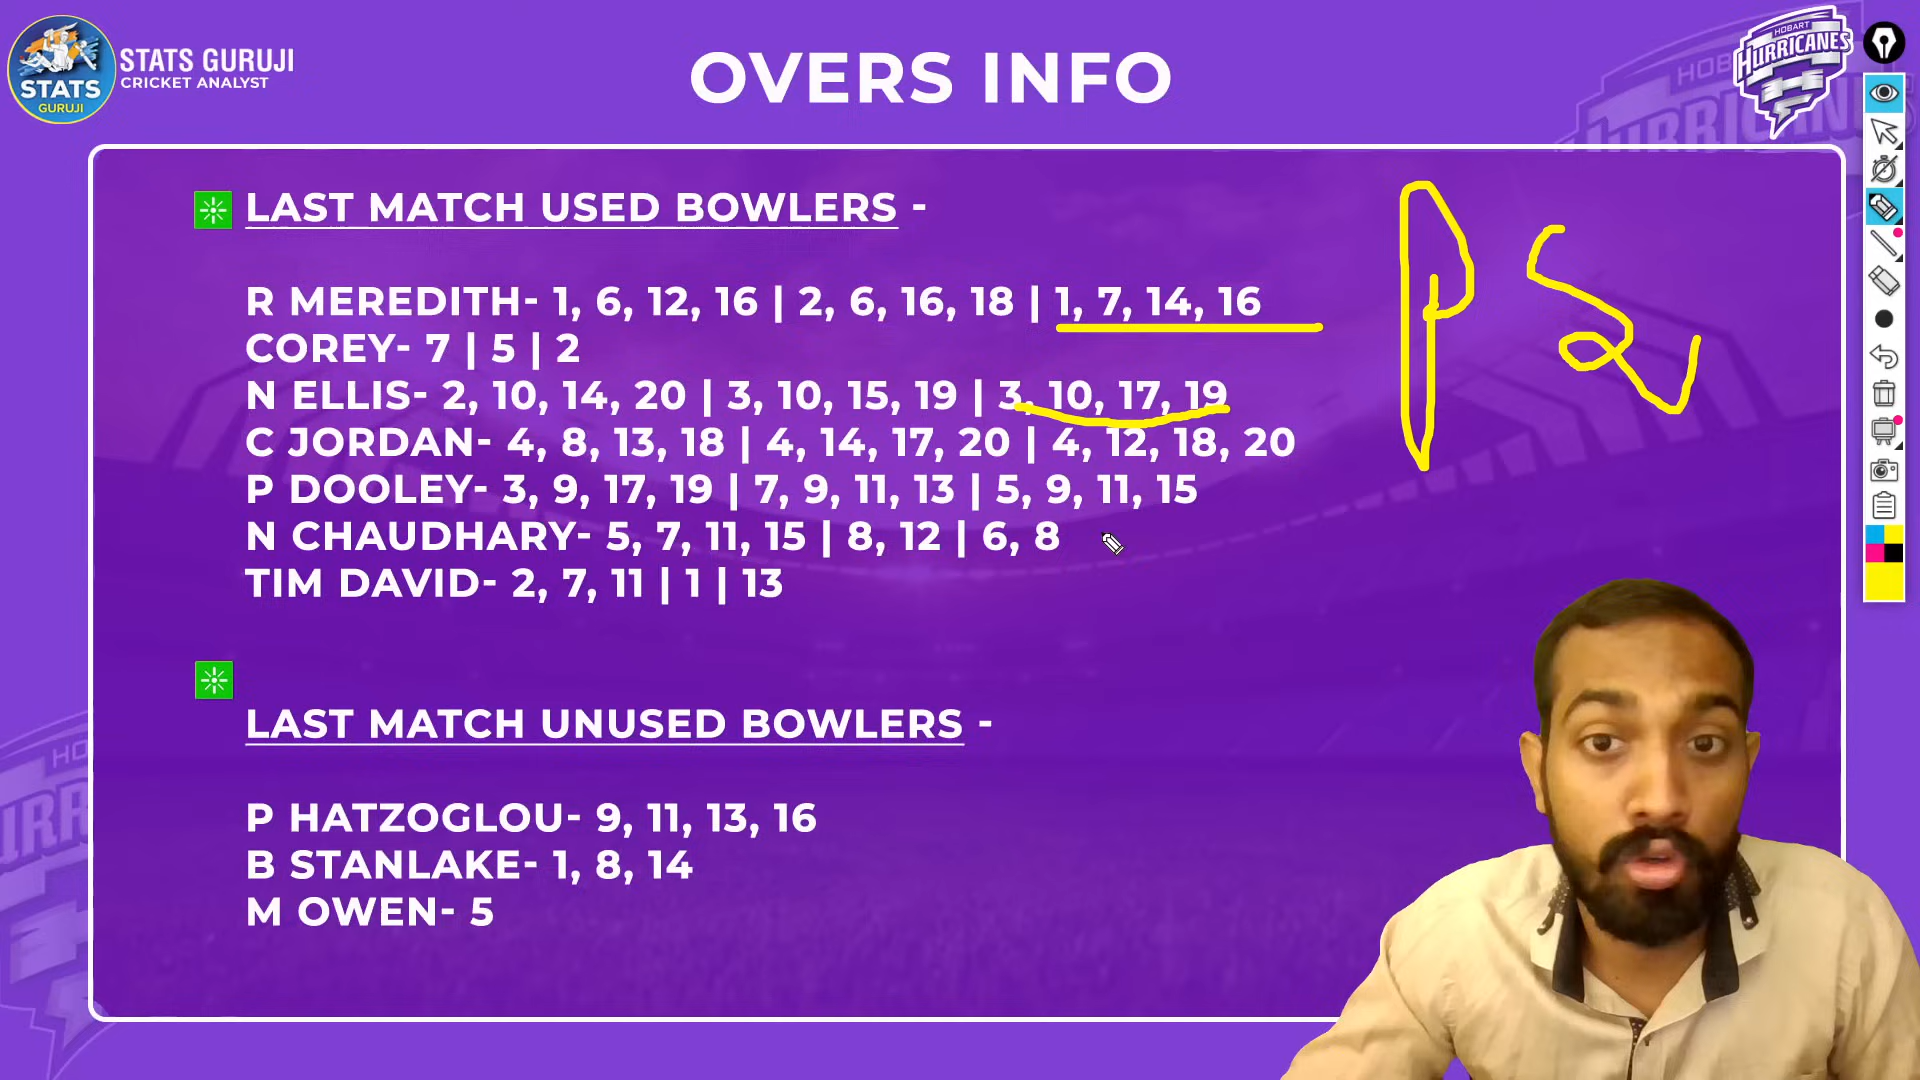 STATS GURUJI
CRICKET ANALYST
STATS
GURUJI
OVERS INFO
HOBART
HURRICANES
LAST MATCH USED BOWLERS -
R MEREDITH- 1, 6, 12, 16 | 2, 6, 16, 18 | 1, 7, 14, 16
COREY- 7 | 5 | 2
N ELLIS- 2, 10, 14, 20 | 3, 10, 15, 19 | 3, 10, 17, 19
C JORDAN- 4, 8, 13, 18 | 4, 14, 17, 20 | 4, 12, 18, 20
P DOOLEY- 3, 9, 17, 19 | 7, 9, 11, 13 | 5, 9, 11, 15
N CHAUDHARY- 5, 7, 11, 15 | 8, 12 | 6, 8
TIM DAVID- 2, 7, 11 | 1 | 13
LAST MATCH UNUSED BOWLERS -
P HATZOGLOU- 9, 11, 13, 16
B STANLAKE- 1, 8, 14
M OWEN- 5